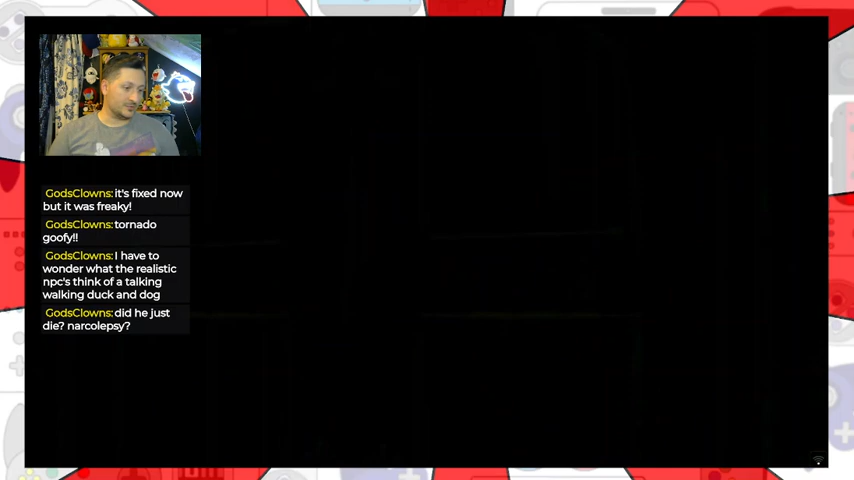 GodsClowns: it's fixed now
but it was freaky!
GodsClowns: tornado
goofy!!
GodsClowns: I have to
wonder what the realistic
npc's think of a talking
walking duck and dog
GodsClowns: did he just
die? narcolepsy?